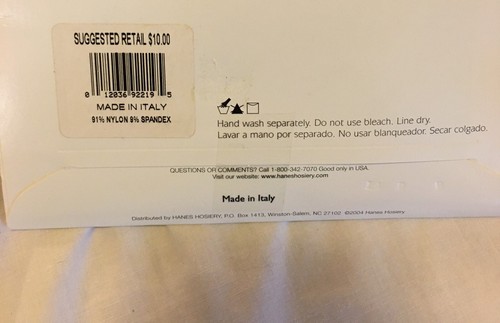 SUGGESTED RETAIL $10.00
0 12036 92219 5
MADE IN ITALY
91% NYLON 9% SPANDEX
Hand wash separately. Do not use bleach. Line dry.
Lavar a mano por separado. No usar blanqueador. Secar colgado.
QUESTIONS OR COMMENTS? Call 1-800-342-7070 Good only in USA.
Visit our website: www.haneshosiery.com
Made in Italy
Distributed by HANES HOSIERY, P.O. Box 1413, Winston-Salem, NC 27102 ©2004 Hanes Hosiery